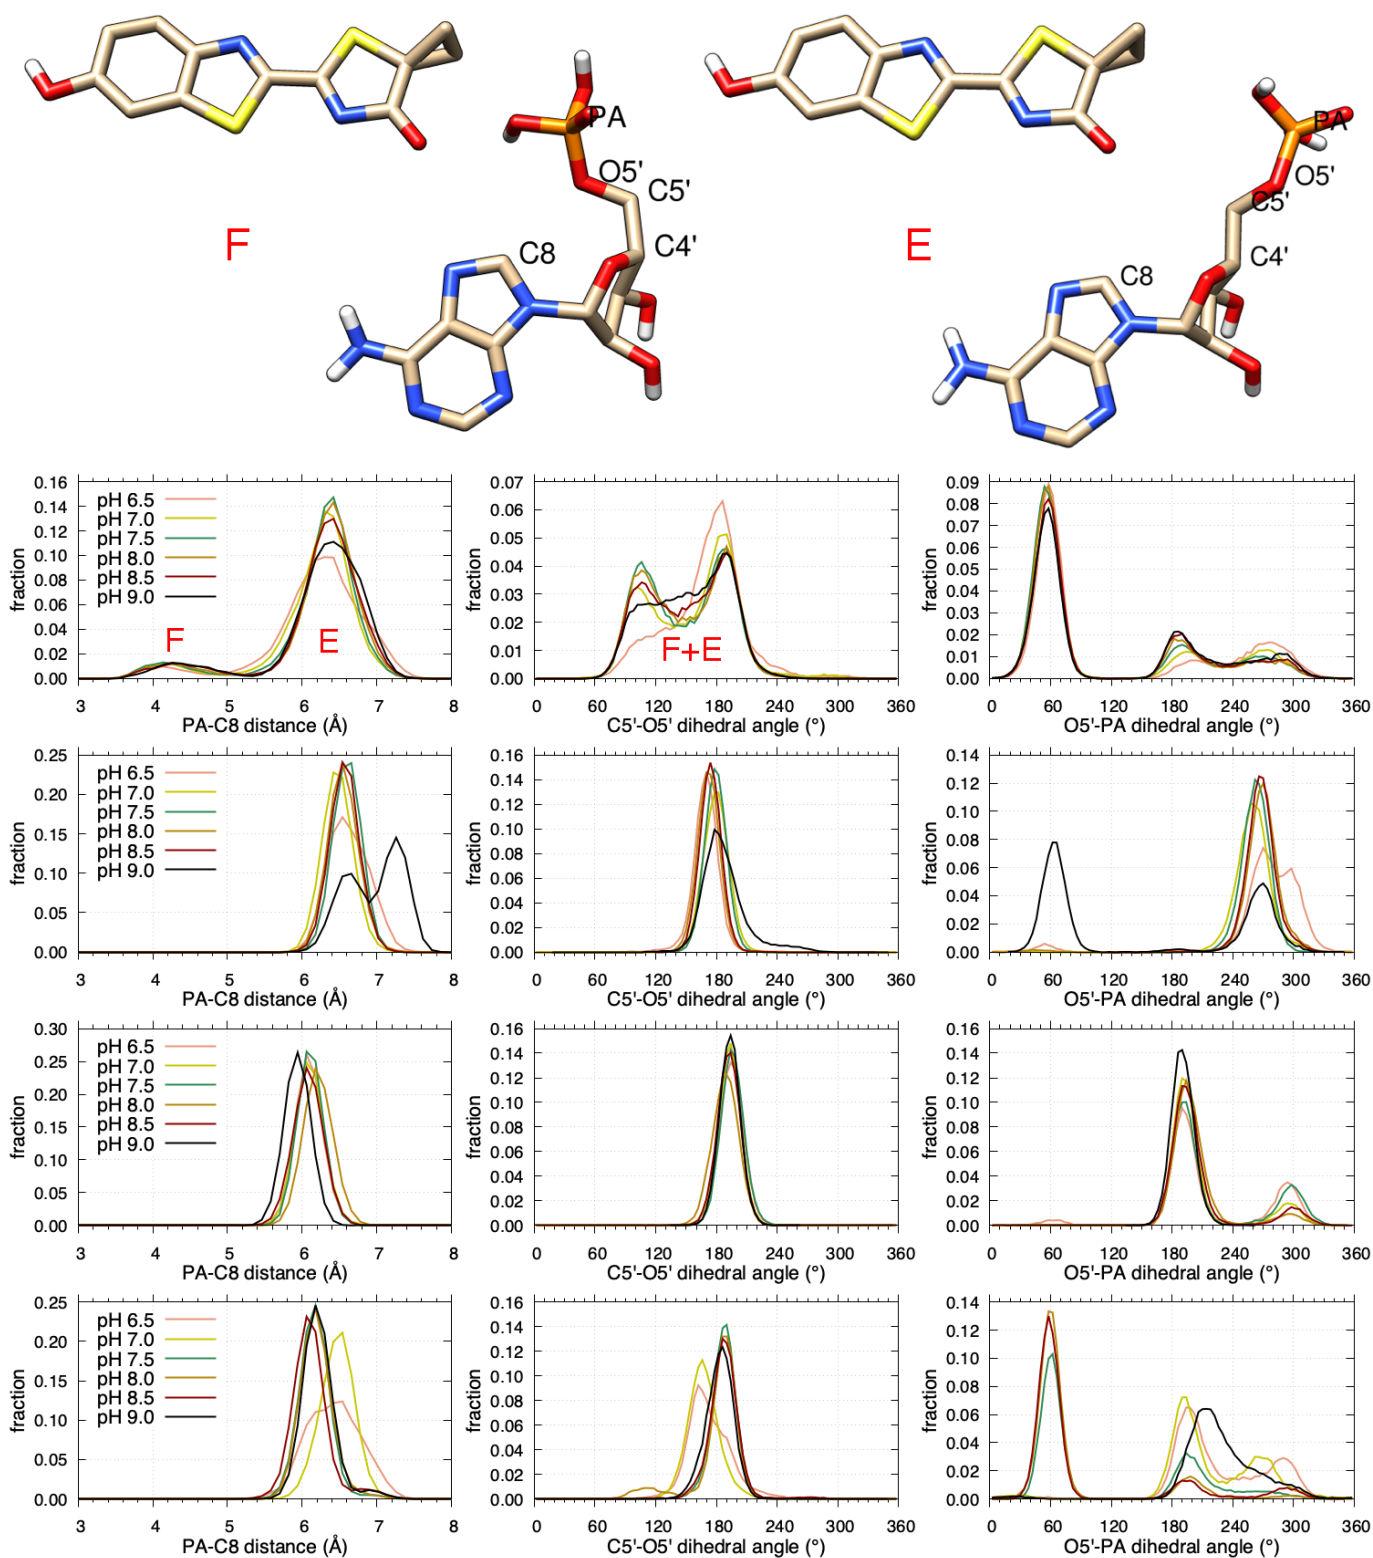 PA
O5'
C5'
C4'
C8
F
PA
O5'
C5'
C4'
C8
E
0.16
0.14
0.12
0.10
0.08
0.06
0.04
0.02
0.00
fraction
pH 6.5
pH 7.0
pH 7.5
pH 8.0
pH 8.5
pH 9.0
F
E
3 4 5 6 7 8
PA-C8 distance (Å)
0.07
0.06
0.05
0.04
0.03
0.02
0.01
0.00
fraction
F+E
0 60 120 180 240 300 360
C5'-O5' dihedral angle (°)
0.09
0.08
0.07
0.06
0.05
0.04
0.03
0.02
0.01
0.00
fraction
0 60 120 180 240 300 360
O5'-PA dihedral angle (°)
0.25
0.20
0.15
0.10
0.05
0.00
fraction
pH 6.5
pH 7.0
pH 7.5
pH 8.0
pH 8.5
pH 9.0
3 4 5 6 7 8
PA-C8 distance (Å)
0.16
0.14
0.12
0.10
0.08
0.06
0.04
0.02
0.00
fraction
0 60 120 180 240 300 360
C5'-O5' dihedral angle (°)
0.14
0.12
0.10
0.08
0.06
0.04
0.02
0.00
fraction
0 60 120 180 240 300 360
O5'-PA dihedral angle (°)
0.30
0.25
0.20
0.15
0.10
0.05
0.00
fraction
pH 6.5
pH 7.0
pH 7.5
pH 8.0
pH 8.5
pH 9.0
3 4 5 6 7 8
PA-C8 distance (Å)
0.16
0.14
0.12
0.10
0.08
0.06
0.04
0.02
0.00
fraction
0 60 120 180 240 300 360
C5'-O5' dihedral angle (°)
0.16
0.14
0.12
0.10
0.08
0.06
0.04
0.02
0.00
fraction
0 60 120 180 240 300 360
O5'-PA dihedral angle (°)
0.25
0.20
0.15
0.10
0.05
0.00
fraction
pH 6.5
pH 7.0
pH 7.5
pH 8.0
pH 8.5
pH 9.0
3 4 5 6 7 8
PA-C8 distance (Å)
0.16
0.14
0.12
0.10
0.08
0.06
0.04
0.02
0.00
fraction
0 60 120 180 240 300 360
C5'-O5' dihedral angle (°)
0.14
0.12
0.10
0.08
0.06
0.04
0.02
0.00
fraction
0 60 120 180 240 300 360
O5'-PA dihedral angle (°)